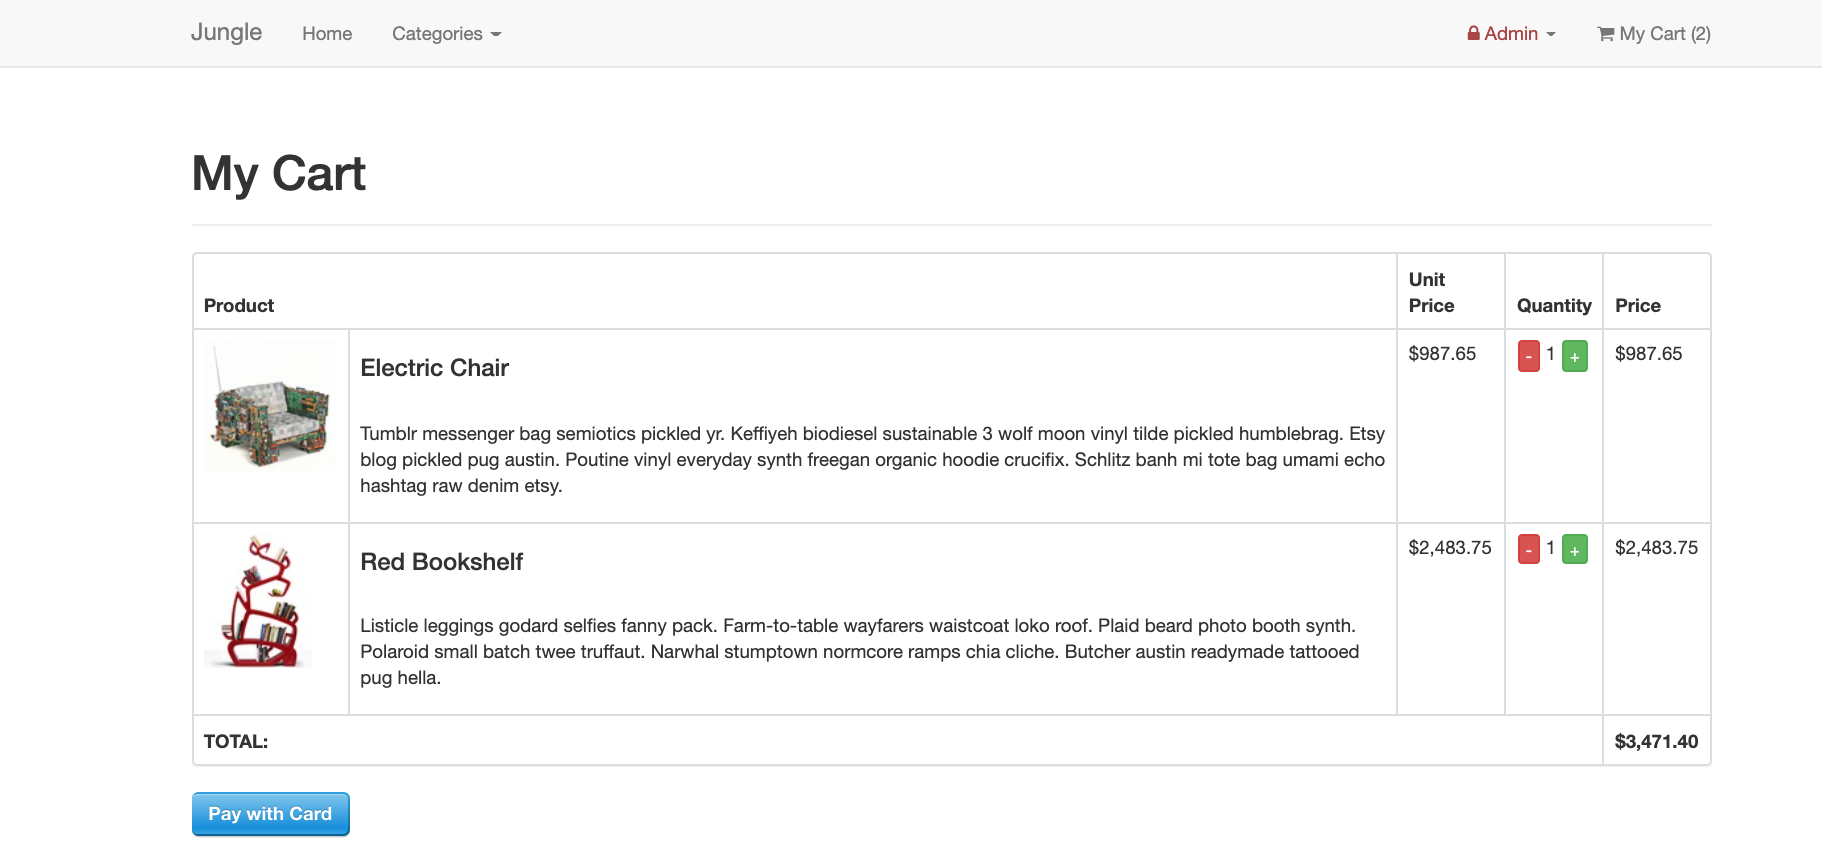 Jungle Home Categories Admin My Cart (2)
My Cart
Product Unit Price Quantity Price
Electric Chair $987.65 - 1 + $987.65
Tumblr messenger bag semiotics pickled yr. Keffiyeh biodiesel sustainable 3 wolf moon vinyl tilde pickled humblebrag. Etsy
blog pickled pug austin. Poutine vinyl everyday synth freegan organic hoodie crucifix. Schlitz banh mi tote bag umami echo
hashtag raw denim etsy.
Red Bookshelf $2,483.75 - 1 + $2,483.75
Listicle leggings godard selfies fanny pack. Farm-to-table wayfarers waistcoat loko roof. Plaid beard photo booth synth.
Polaroid small batch twee truffaut. Narwhal stumptown normcore ramps chia cliche. Butcher austin readymade tattooed
pug hella.
TOTAL: $3,471.40
Pay with Card